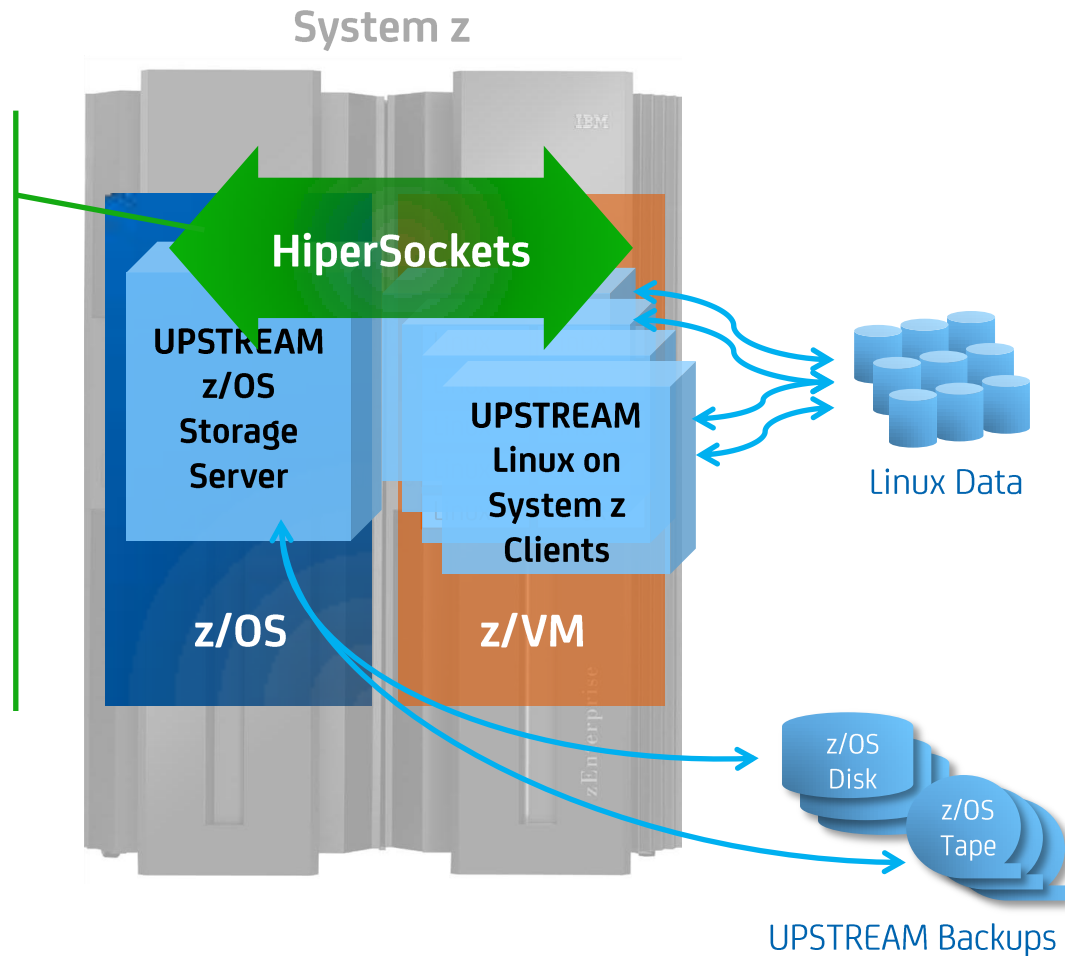 System z
IBM
HiperSockets
UPSTREAM
z/OS
Storage
Server
UPSTREAM
Linux on
System z
Clients
Linux Data
z/OS
z/VM
zEnterprise
z/OS
Disk
z/OS
Tape
UPSTREAM Backups